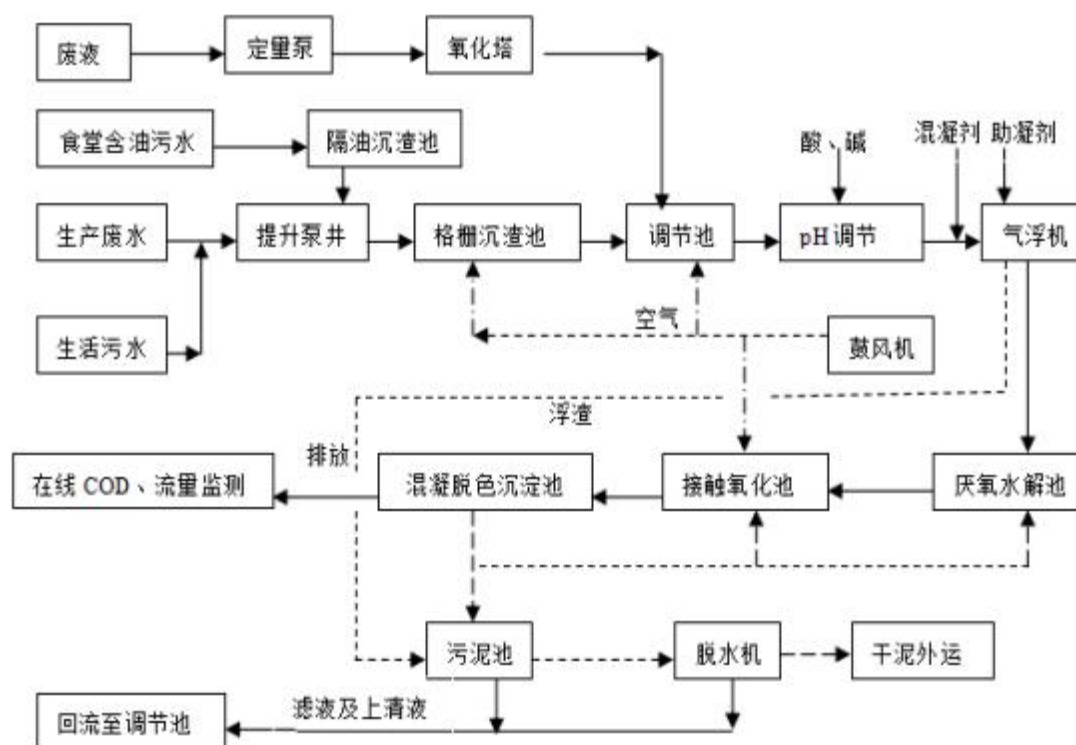 废液
定量泵
氧化塔
食堂含油污水
隔油沉渣池
酸、碱
混凝剂 助凝剂
生产废水
提升泵井
格栅沉渣池
调节池
pH 调节
气浮机
生活污水
空气
鼓风机
浮渣
排放
在线 COD、流量监测
混凝脱色沉淀池
接触氧化池
厌氧水解池
污泥池
脱水机
干泥外运
滤液及上清液
回流至调节池